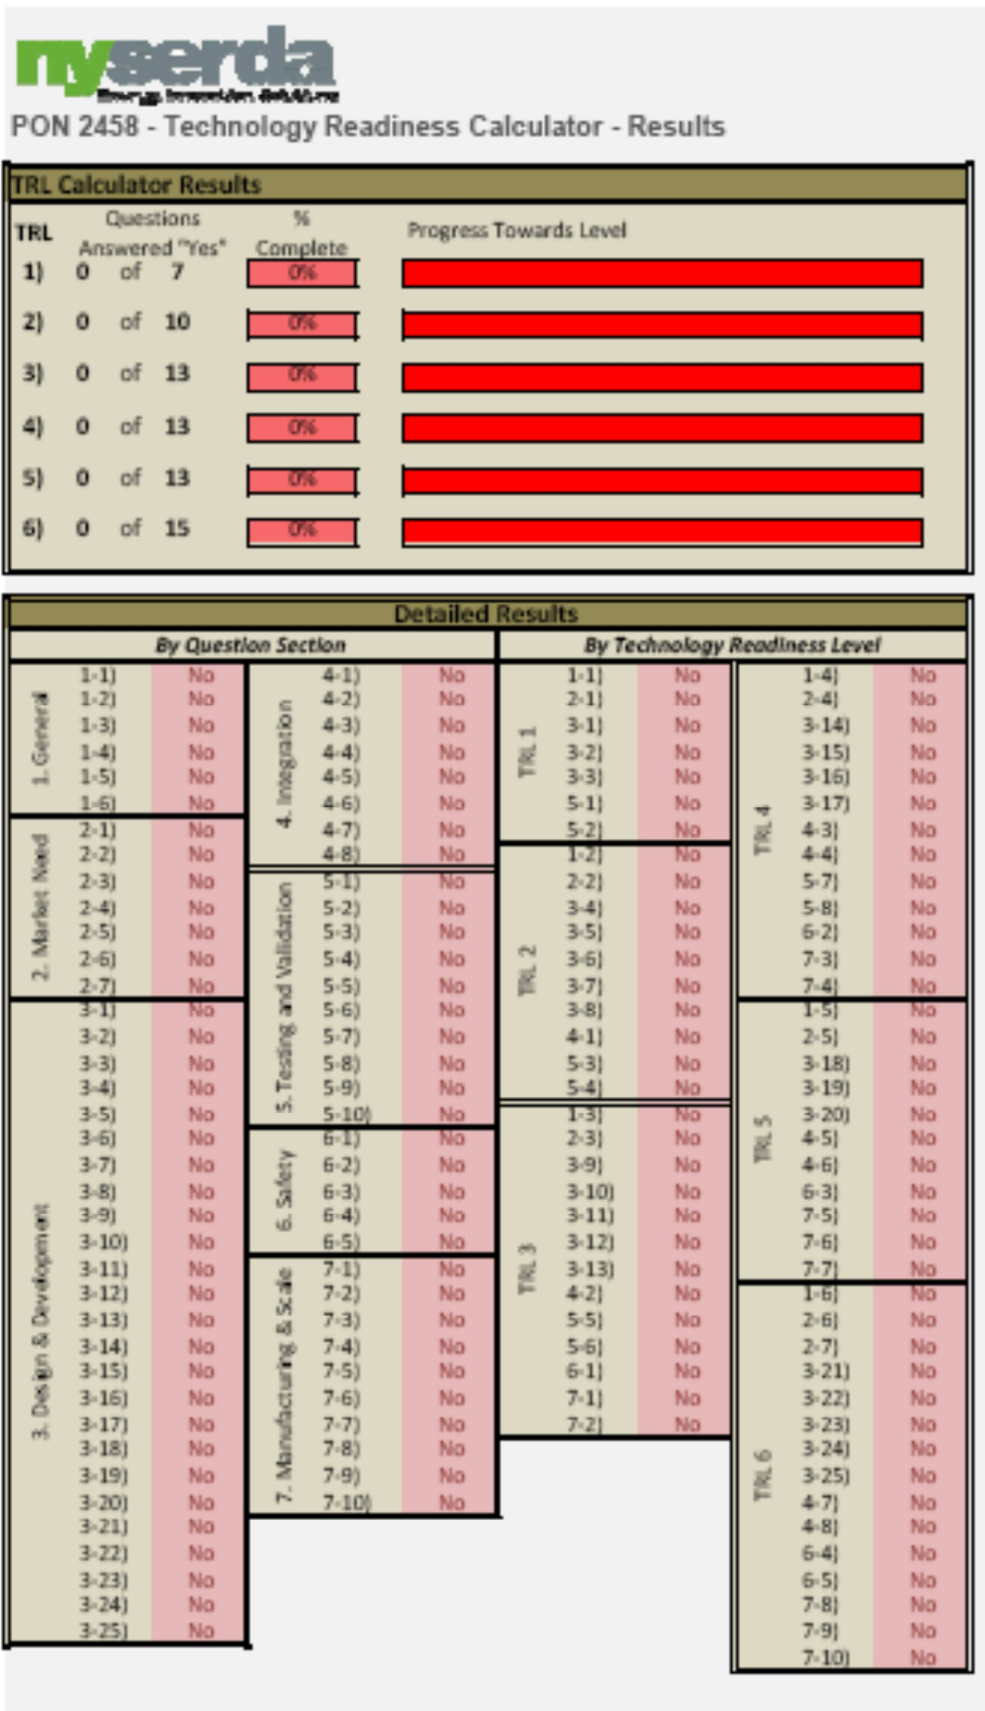 nyserda
Energy. Innovation. Solutions.
PON 2458 - Technology Readiness Calculator - Results
TRL Calculator Results
TRL Questions Answered "Yes" % Complete Progress Towards Level
1) 0 of 7 0%
2) 0 of 10 0%
3) 0 of 13 0%
4) 0 of 13 0%
5) 0 of 13 0%
6) 0 of 15 0%
Detailed Results
By Question Section By Technology Readiness Level
1. General
1-1) No
1-2) No
1-3) No
1-4) No
1-5) No
1-6) No
2. Market Need
2-1) No
2-2) No
2-3) No
2-4) No
2-5) No
2-6) No
2-7) No
3. Design & Development
3-1) No
3-2) No
3-3) No
3-4) No
3-5) No
3-6) No
3-7) No
3-8) No
3-9) No
3-10) No
3-11) No
3-12) No
3-13) No
3-14) No
3-15) No
3-16) No
3-17) No
3-18) No
3-19) No
3-20) No
3-21) No
3-22) No
3-23) No
3-24) No
3-25) No
4. Integration
4-1) No
4-2) No
4-3) No
4-4) No
4-5) No
4-6) No
4-7) No
4-8) No
5. Testing and Validation
5-1) No
5-2) No
5-3) No
5-4) No
5-5) No
5-6) No
5-7) No
5-8) No
5-9) No
5-10) No
6. Safety
6-1) No
6-2) No
6-3) No
6-4) No
6-5) No
7. Manufacturing & Scale
7-1) No
7-2) No
7-3) No
7-4) No
7-5) No
7-6) No
7-7) No
7-8) No
7-9) No
7-10) No
TRL 1
1-1) No
2-1) No
3-1) No
3-2) No
3-3) No
5-1) No
5-2) No
TRL 2
1-2) No
2-2) No
3-4) No
3-5) No
3-6) No
3-7) No
3-8) No
4-1) No
5-3) No
5-4) No
TRL 3
1-3) No
2-3) No
3-9) No
3-10) No
3-11) No
3-12) No
3-13) No
4-2) No
5-5) No
5-6) No
6-1) No
7-1) No
7-2) No
TRL 4
1-4) No
2-4) No
3-14) No
3-15) No
3-16) No
3-17) No
4-3) No
4-4) No
5-7) No
5-8) No
6-2) No
7-3) No
7-4) No
TRL 5
1-5) No
2-5) No
3-18) No
3-19) No
3-20) No
4-5) No
4-6) No
6-3) No
7-5) No
7-6) No
7-7) No
TRL 6
1-6) No
2-6) No
2-7) No
3-21) No
3-22) No
3-23) No
3-24) No
3-25) No
4-7) No
4-8) No
6-4) No
6-5) No
7-8) No
7-9) No
7-10) No